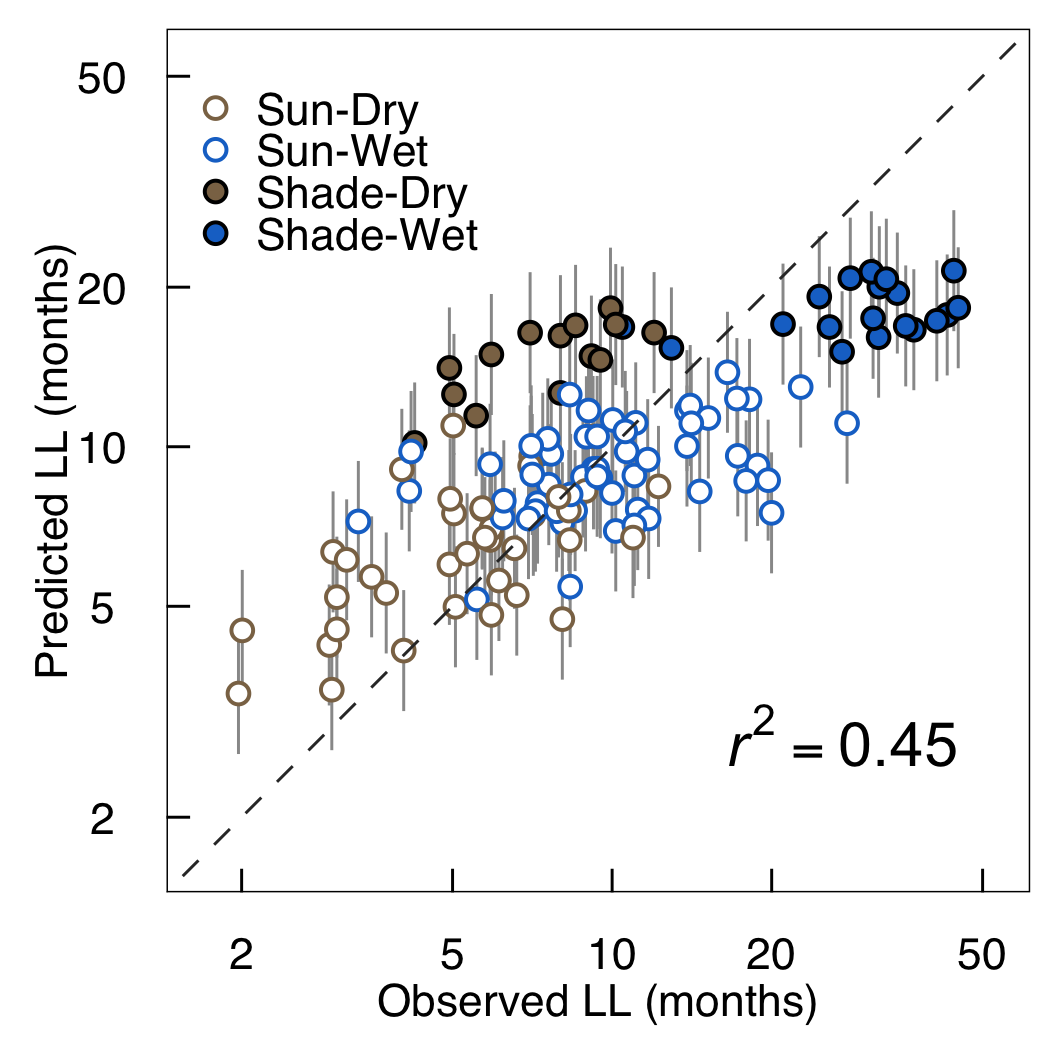 50
20
10
5
2
Predicted LL (months)
Sun-Dry
Sun-Wet
Shade-Dry
Shade-Wet
r² = 0.45
2 5 10 20 50
Observed LL (months)